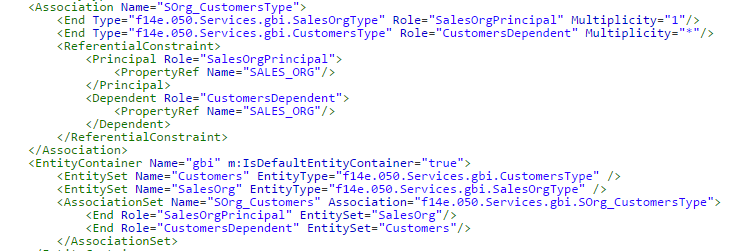 <Association Name="SOrg_CustomersType">
<End Type="f14e.050.Services.gbi.SalesOrgType" Role="SalesOrgPrincipal" Multiplicity="1"/>
<End Type="f14e.050.Services.gbi.CustomersType" Role="CustomersDependent" Multiplicity="*"/>
<ReferentialConstraint>
<Principal Role="SalesOrgPrincipal">
<PropertyRef Name="SALES_ORG"/>
</Principal>
<Dependent Role="CustomersDependent">
<PropertyRef Name="SALES_ORG"/>
</Dependent>
</ReferentialConstraint>
</Association>
<EntityContainer Name="gbi" m:IsDefaultEntityContainer="true">
<EntitySet Name="Customers" EntityType="f14e.050.Services.gbi.CustomersType" />
<EntitySet Name="SalesOrg" EntityType="f14e.050.Services.gbi.SalesOrgType" />
<AssociationSet Name="SOrg_Customers" Association="f14e.050.Services.gbi.SOrg_CustomersType">
<End Role="SalesOrgPrincipal" EntitySet="SalesOrg"/>
<End Role="CustomersDependent" EntitySet="Customers"/>
</AssociationSet>